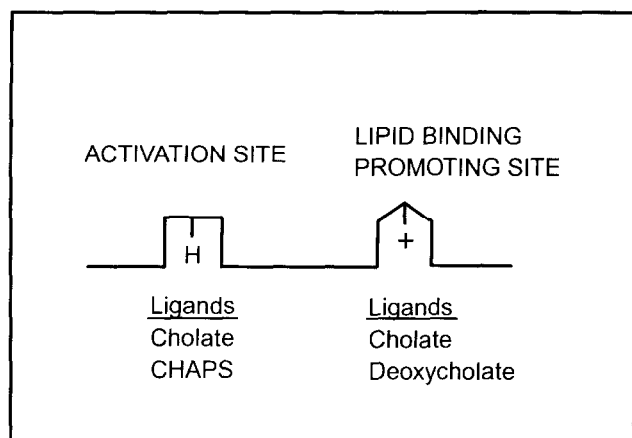 ACTIVATION SITE
LIPID BINDING
PROMOTING SITE
H
+
Ligands
Cholate
CHAPS
Ligands
Cholate
Deoxycholate